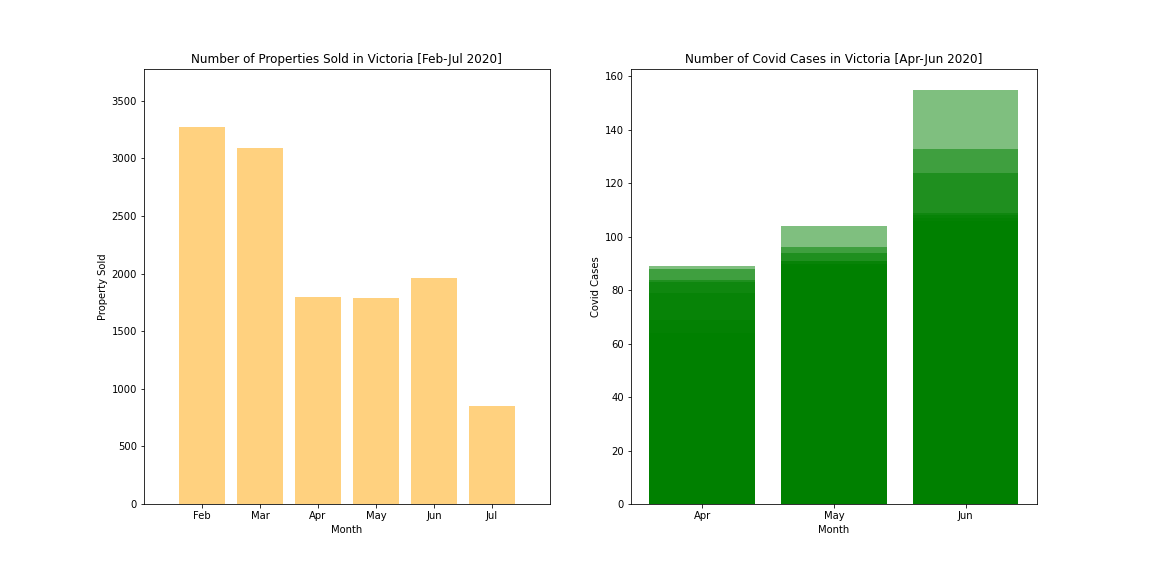 Number of Properties Sold in Victoria [Feb-Jul 2020]
3500
3000
2500
2000
1500
1000
500
0
Property Sold
Feb Mar Apr May Jun Jul
Month
Number of Covid Cases in Victoria [Apr-Jun 2020]
160
140
120
100
80
60
40
20
0
Covid Cases
Apr May Jun
Month